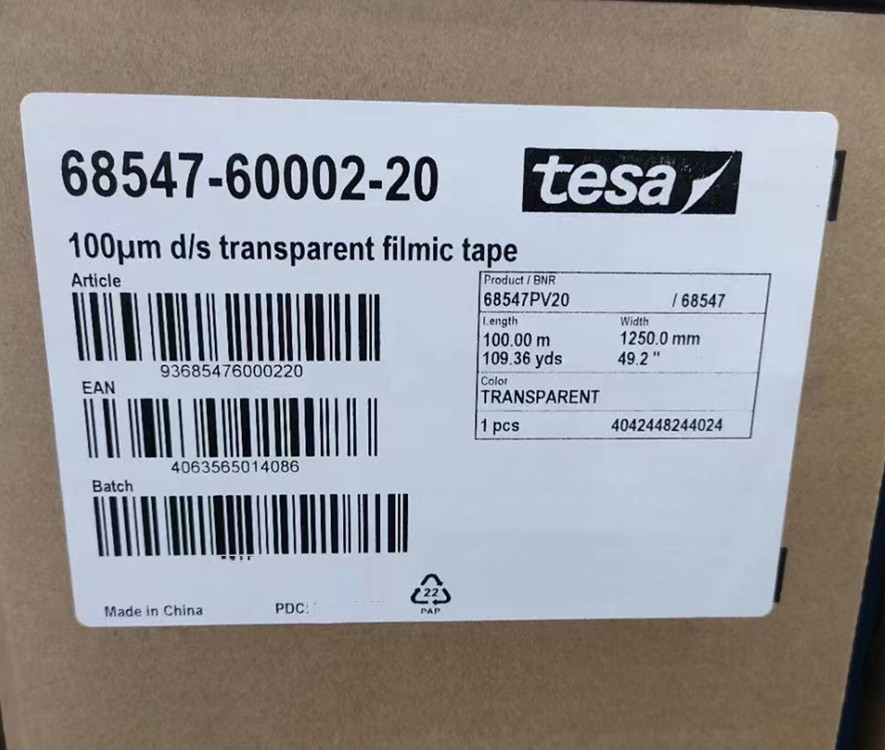 68547-60002-20
tesa
100µm d/s transparent filmic tape
Article
93685476000220
EAN
4063565014086
Batch
Product / BNR
68547PV20 / 68547
Length Width
100.00 m 1250.0 mm
109.36 yds 49.2 "
Color
TRANSPARENT
1 pcs 4042448244024
Made in China PDC:
22
PAP